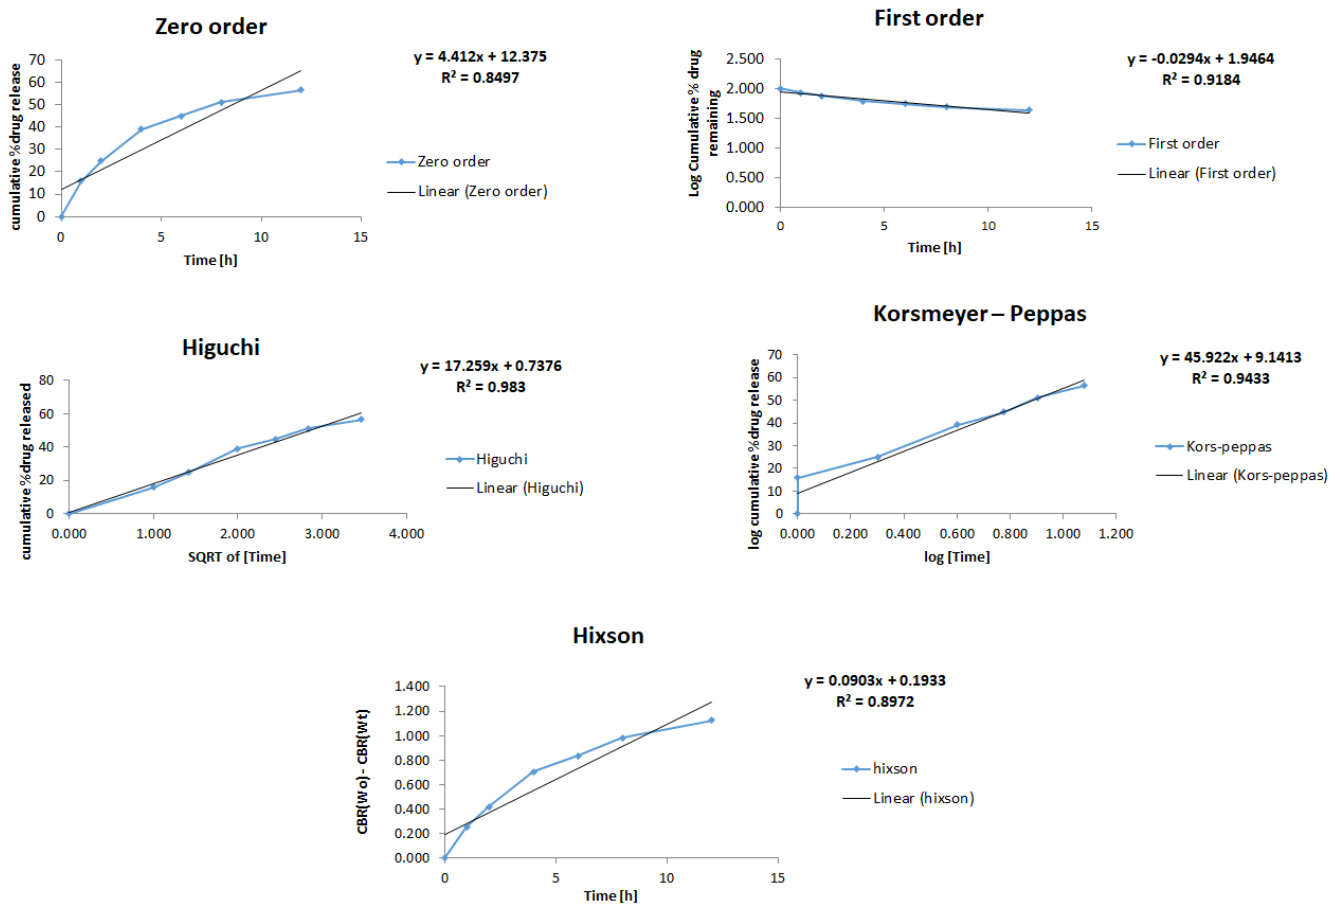 Zero order
y = 4.412x + 12.375
R² = 0.8497
cumulative %drug release
70
60
50
40
30
20
10
0
0 5 10 15
Time [h]
Zero order
Linear (Zero order)
First order
y = -0.0294x + 1.9464
R² = 0.9184
Log Cumulative % drug
remaining
2.500
2.000
1.500
1.000
0.500
0.000
0 5 10 15
Time [h]
First order
Linear (First order)
Higuchi
y = 17.259x + 0.7376
R² = 0.983
cumulative %drug released
80
60
40
20
0
0.000 1.000 2.000 3.000 4.000
SQRT of [Time]
Higuchi
Linear (Higuchi)
Korsmeyer – Peppas
y = 45.922x + 9.1413
R² = 0.9433
log cumulative %drug release
70
60
50
40
30
20
10
0
0.000 0.200 0.400 0.600 0.800 1.000 1.200
log [Time]
Kors-peppas
Linear (Kors-peppas)
Hixson
y = 0.0903x + 0.1933
R² = 0.8972
CBR(Wo) - CBR(Wt)
1.400
1.200
1.000
0.800
0.600
0.400
0.200
0.000
0 5 10 15
Time [h]
hixson
Linear (hixson)